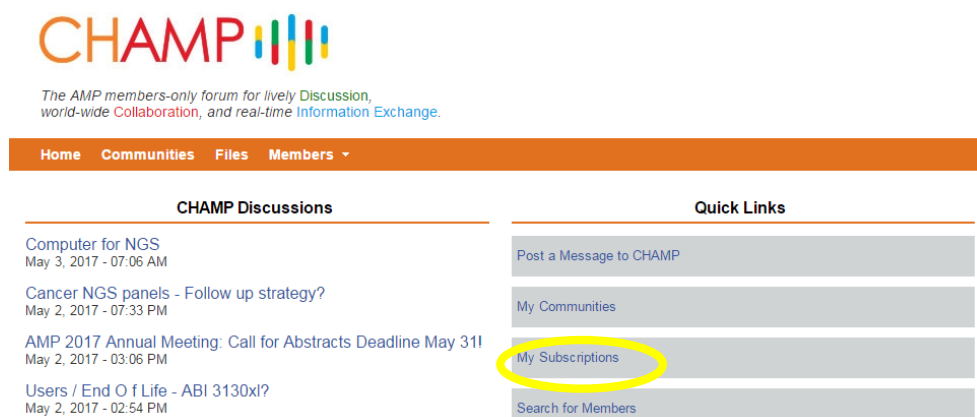 CHAMP
The AMP members-only forum for lively Discussion,
world-wide Collaboration, and real-time Information Exchange.
Home Communities Files Members
CHAMP Discussions
Computer for NGS
May 3, 2017 - 07:06 AM
Cancer NGS panels - Follow up strategy?
May 2, 2017 - 07:33 PM
AMP 2017 Annual Meeting: Call for Abstracts Deadline May 31!
May 2, 2017 - 03:06 PM
Users / End O f Life - ABI 3130xl?
May 2, 2017 - 02:54 PM
Quick Links
Post a Message to CHAMP
My Communities
My Subscriptions
Search for Members